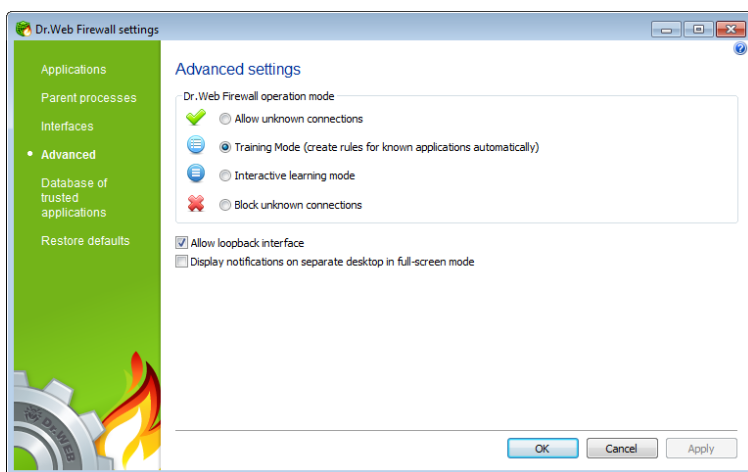 Dr.Web Firewall settings
Applications
Parent processes
Interfaces
Advanced
Database of
trusted
applications
Restore defaults
Advanced settings
Dr.Web Firewall operation mode
Allow unknown connections
Training Mode (create rules for known applications automatically)
Interactive learning mode
Block unknown connections
Allow loopback interface
Display notifications on separate desktop in full-screen mode
Dr.WEB
OK
Cancel
Apply